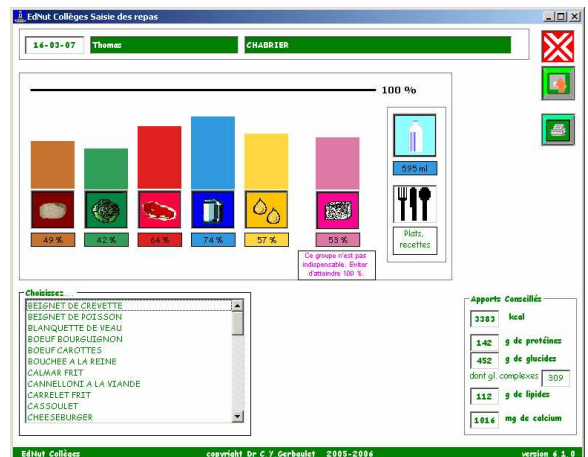 EdNut Collèges Saisie des repas
16-03-07 Thomas CHABRIER
100 %
595 ml
49 % 42 % 64 % 74 % 57 % 53 %
Plats,
recettes
Ce groupe n'est pas
indispensable. Eviter
d'atteindre 100 %.
Choisissez...
BEIGNET DE CREVETTE
BEIGNET DE POISSON
BLANQUETTE DE VEAU
BOEUF BOURGUIGNON
BOEUF CAROTTES
BOUCHEE A LA REINE
CALMAR FRIT
CANNELLONI A LA VIANDE
CARRELET FRIT
CASSOULET
CHEESEBURGER
Apports Conseillés
3383 kcal
142 g de protéines
452 g de glucides
dont gl. complexes 309
112 g de lipides
1016 mg de calcium
EdNut Collèges copyright Dr C.Y Gerboulet 2005-2006 version 6.1.0